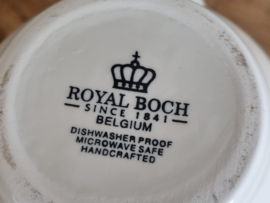 ROYAL BOCH
SINCE 1841
BELGIUM
DISHWASHER PROOF
MICROWAVE SAFE
HANDCRAFTED